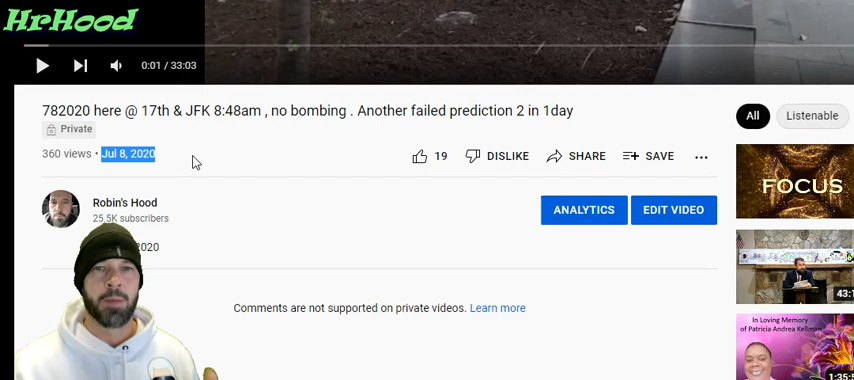 HrHood
0:01 / 33:03
782020 here @ 17th & JFK 8:48am , no bombing . Another failed prediction 2 in 1day
Private
360 views • Jul 8, 2020
19
DISLIKE
SHARE
SAVE
Robin's Hood
25.5K subscribers
ANALYTICS
EDIT VIDEO
2020
Comments are not supported on private videos. Learn more
All
Listenable
FOCUS
43:1
In Loving Memory
of Patricia Andrea Kellman
1:35:5